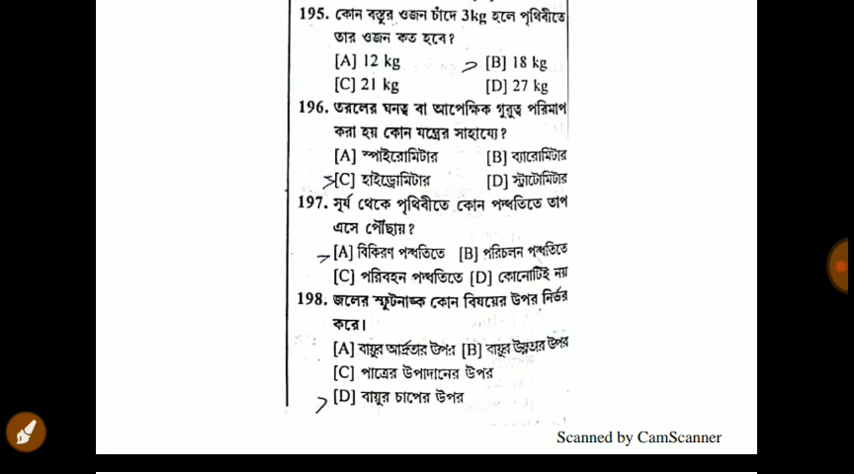 195. কোন বস্তুর ওজন চাঁদে 3kg হলে পৃথিবীতে
তার ওজন কত হবে?
[A] 12 kg [B] 18 kg
[C] 21 kg [D] 27 kg
196. তরলের ঘনত্ব বা আপেক্ষিক গুরুত্ব পরিমাপ
করা হয় কোন যন্ত্রের সাহায্যে?
[A] স্পাইরোমিটার [B] ব্যারোমিটার
[C] হাইড্রোমিটার [D] স্ট্রাটোমিটার
197. সূর্য থেকে পৃথিবীতে কোন পদ্ধতিতে তাপ
এসে পৌঁছায়?
[A] বিকিরণ পদ্ধতিতে [B] পরিচলন পদ্ধতিতে
[C] পরিবহন পদ্ধতিতে [D] কোনোটিই নয়
198. জলের স্ফুটনাঙ্ক কোন বিষয়ের উপর নির্ভর
করে।
[A] বায়ুর আর্দ্রতার উপর [B] বায়ুর উষ্ণতার উপর
[C] পাত্রের উপাদানের উপর
[D] বায়ুর চাপের উপর
Scanned by CamScanner